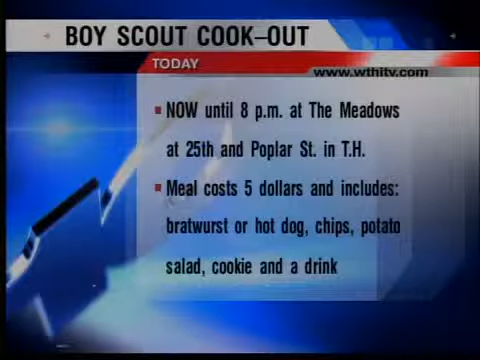 BOY SCOUT COOK–OUT
TODAY
www.wthitv.com
NOW until 8 p.m. at The Meadows
at 25th and Poplar St. in T.H.
Meal costs 5 dollars and includes:
bratwurst or hot dog, chips, potato
salad, cookie and a drink